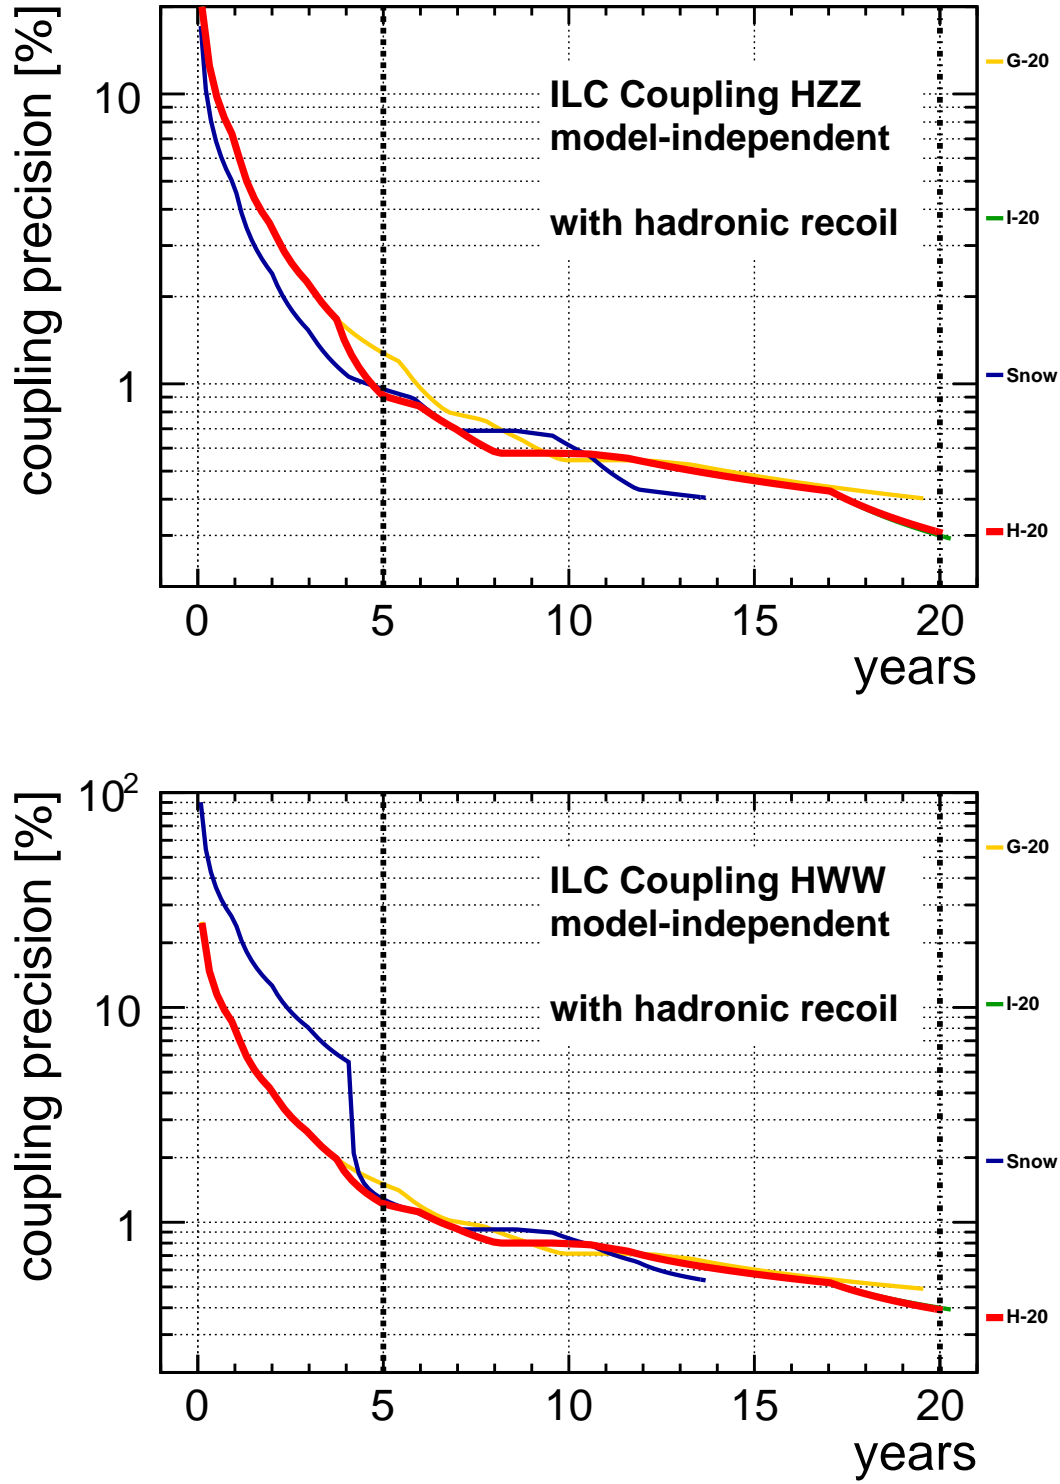 coupling precision [%]
10
1
ILC Coupling HZZ
model-independent
with hadronic recoil
0 5 10 15 20
years
G-20
I-20
Snow
H-20
coupling precision [%]
10²
10
1
ILC Coupling HWW
model-independent
with hadronic recoil
0 5 10 15 20
years
G-20
I-20
Snow
H-20